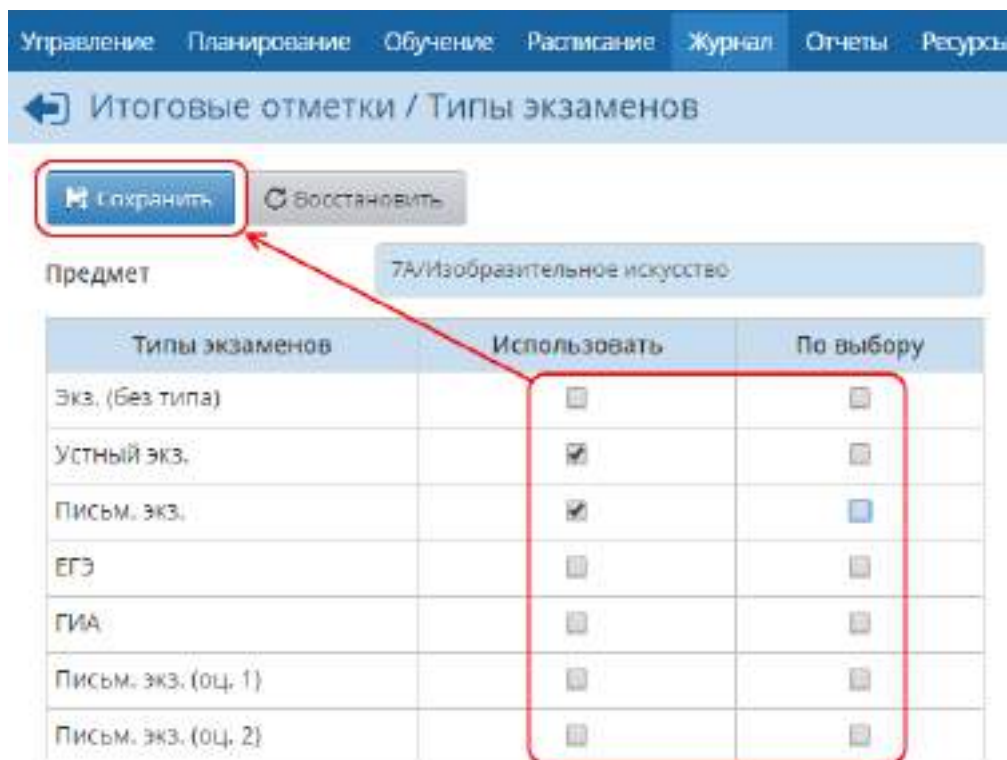 Управление Планирование Обучение Расписание Журнал Отчеты Ресурсы
Итоговые отметки / Типы экзаменов
Сохранить Восстановить
Предмет 7А/Изобразительное искусство
Типы экзаменов Использовать По выбору
Экз. (без типа)
Устный экз.
Письм. экз.
ЕГЭ
ГИА
Письм. экз. (оц. 1)
Письм. экз. (оц. 2)